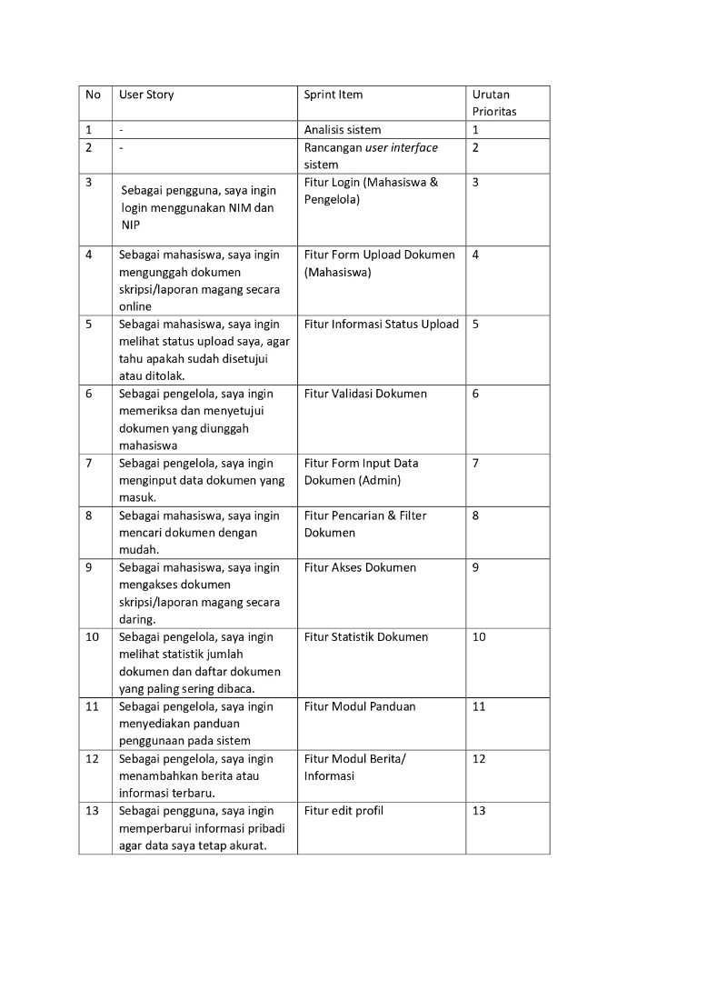 No User Story Sprint Item Urutan
Prioritas
1 - Analisis sistem 1
2 - Rancangan user interface 2
sistem
3 Sebagai pengguna, saya ingin Fitur Login (Mahasiswa & 3
login menggunakan NIM dan Pengelola)
NIP
4 Sebagai mahasiswa, saya ingin Fitur Form Upload Dokumen 4
mengunggah dokumen (Mahasiswa)
skripsi/laporan magang secara
online
5 Sebagai mahasiswa, saya ingin Fitur Informasi Status Upload 5
melihat status upload saya, agar
tahu apakah sudah disetujui
atau ditolak.
6 Sebagai pengelola, saya ingin Fitur Validasi Dokumen 6
memeriksa dan menyetujui
dokumen yang diunggah
mahasiswa
7 Sebagai pengelola, saya ingin Fitur Form Input Data 7
menginput data dokumen yang Dokumen (Admin)
masuk.
8 Sebagai mahasiswa, saya ingin Fitur Pencarian & Filter 8
mencari dokumen dengan Dokumen
mudah.
9 Sebagai mahasiswa, saya ingin Fitur Akses Dokumen 9
mengakses dokumen
skripsi/laporan magang secara
daring.
10 Sebagai pengelola, saya ingin Fitur Statistik Dokumen 10
melihat statistik jumlah
dokumen dan daftar dokumen
yang paling sering dibaca.
11 Sebagai pengelola, saya ingin Fitur Modul Panduan 11
menyediakan panduan
penggunaan pada sistem
12 Sebagai pengelola, saya ingin Fitur Modul Berita/ 12
menambahkan berita atau Informasi
informasi terbaru.
13 Sebagai pengguna, saya ingin Fitur edit profil 13
memperbarui informasi pribadi
agar data saya tetap akurat.